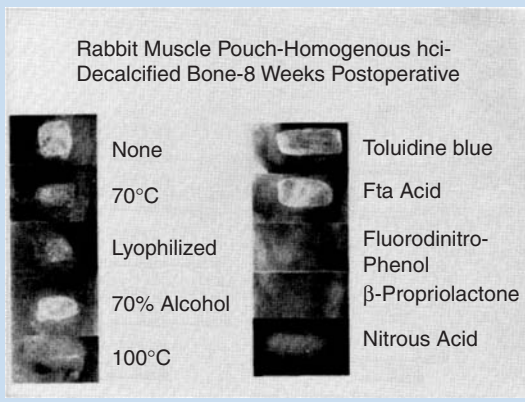 Rabbit Muscle Pouch-Homogenous hci-
Decalcified Bone-8 Weeks Postoperative
None
70°C
Lyophilized
70% Alcohol
100°C
Toluidine blue
Fta Acid
Fluorodinitro-
Phenol
β-Propriolactone
Nitrous Acid